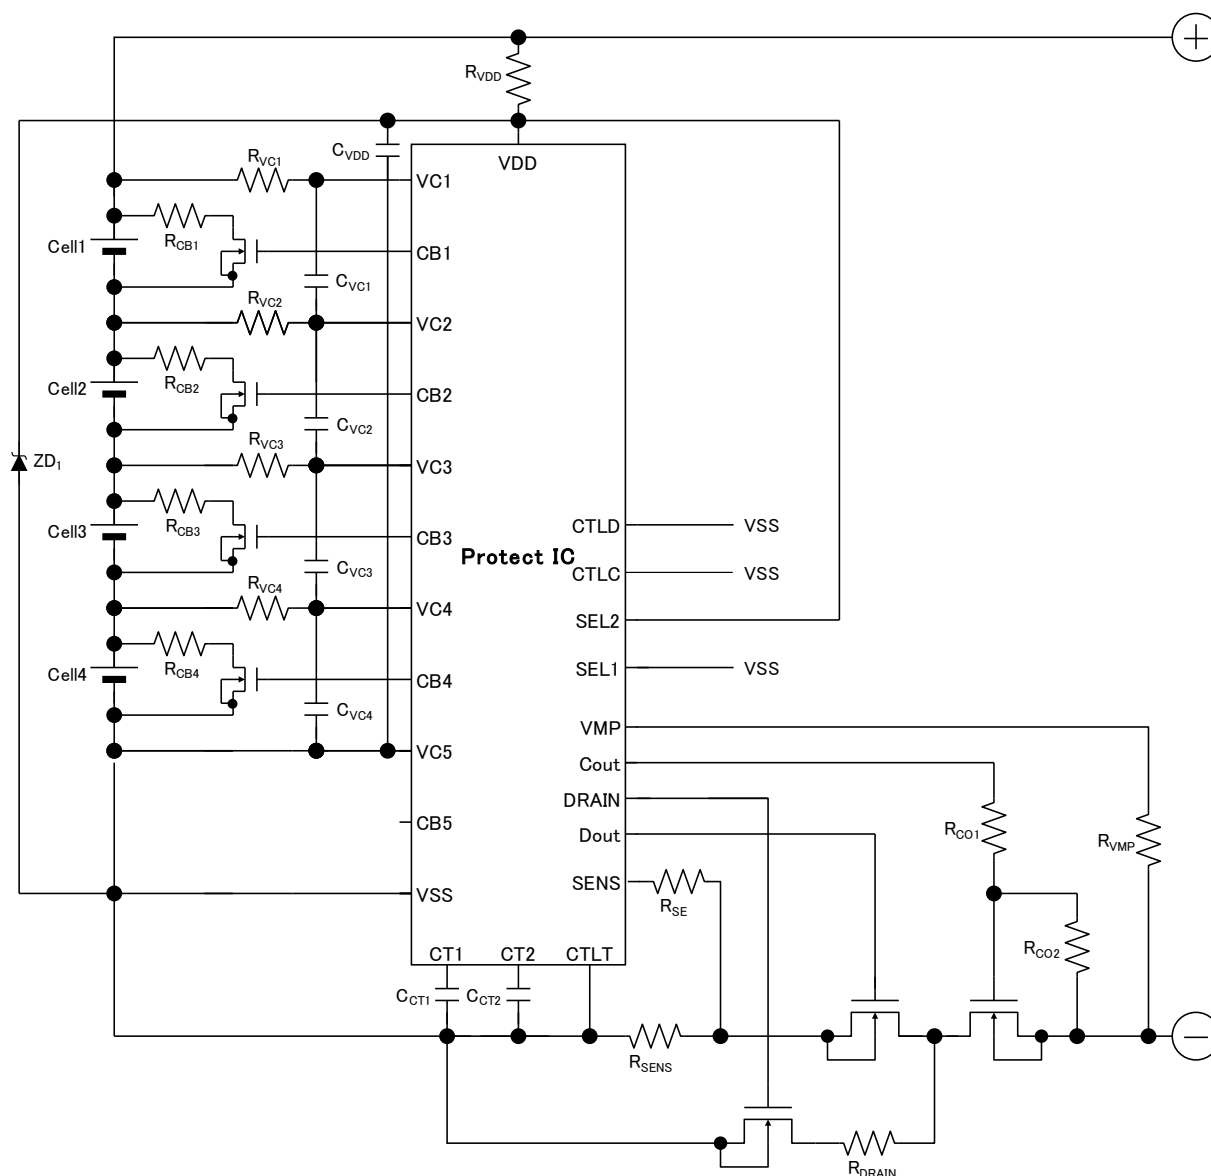 +
RVDD
CVDD
VDD
RVC1
VC1
RCB1
Cell1
CB1
CVC1
RVC2
VC2
RCB2
Cell2
CB2
CVC2
RVC3
VC3
ZD1
RCB3
Cell3
CB3
CTLD
VSS
Protect IC
CVC3
CTLC
VSS
RVC4
VC4
SEL2
RCB4
Cell4
CB4
SEL1
VSS
CVC4
VMP
VC5
Cout
DRAIN
CB5
Dout
RCO1
RVMP
VSS
SENS
RSE
RCO2
CT1
CT2
CTLT
CCT1
CCT2
RSENS
−
RDRAIN